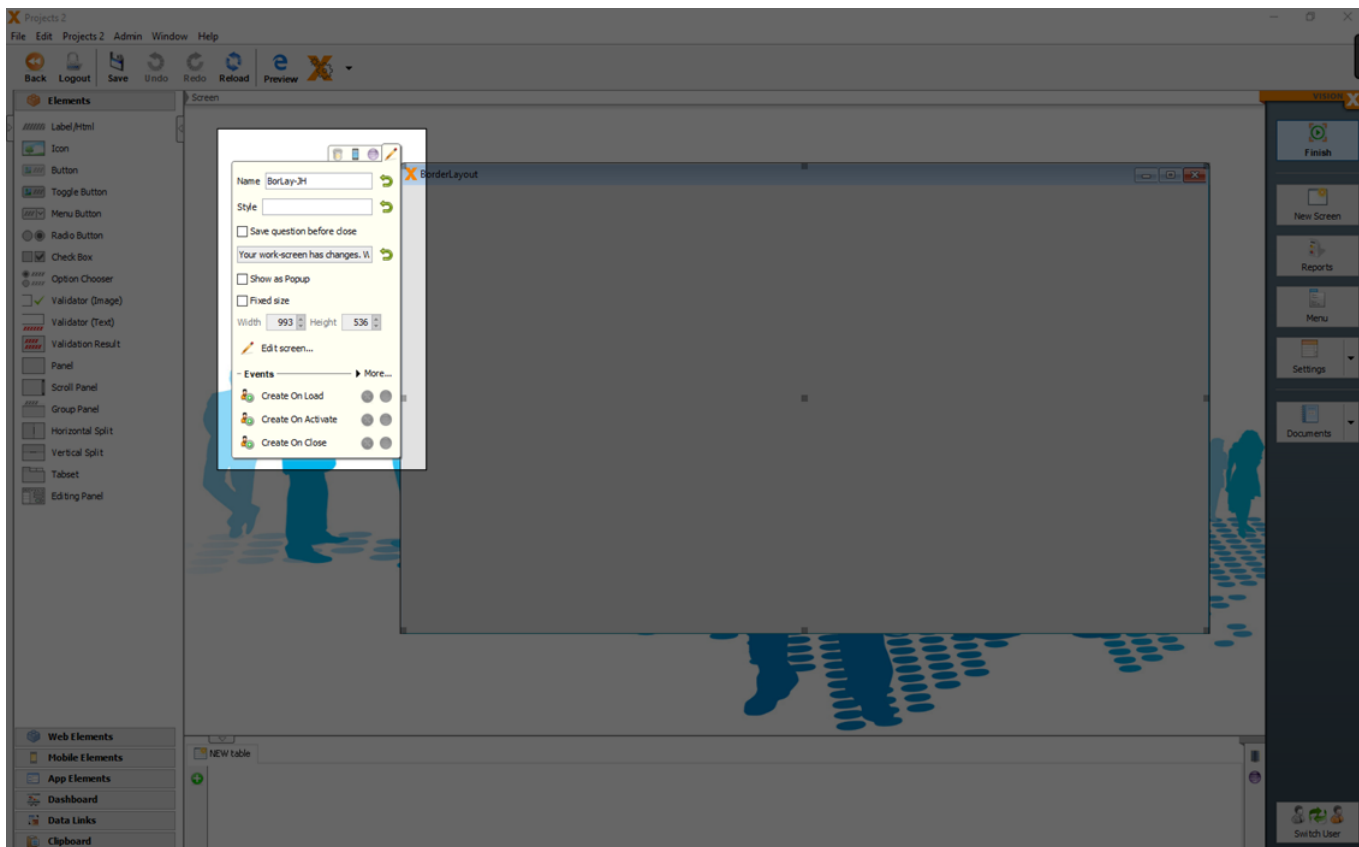 Projects 2
File Edit Projects 2 Admin Window Help
Back Logout Save Undo Redo Reload Preview
Elements
Label/Html
Icon
Button
Toggle Button
Menu Button
Radio Button
Check Box
Option Chooser
Validator (Image)
Validator (Text)
Validation Result
Panel
Scroll Panel
Group Panel
Horizontal Split
Vertical Split
Tabset
Editing Panel
Web Elements
Mobile Elements
App Elements
Dashboard
Data Links
Clipboard
Screen
Name BorLay-JH
Style
Save question before close
Your work-screen has changes. W
Show as Popup
Fixed size
Width 993 Height 536
Edit screen...
- Events More...
Create On Load
Create On Activate
Create On Close
BorderLayout
NEW table
VISION X
Finish
New Screen
Reports
Menu
Settings
Documents
Switch User